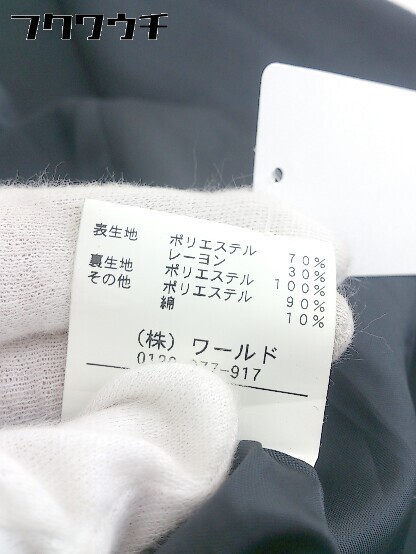 フクワウチ
表生地 ポリエステル 70%
レーヨン 30%
裏生地 ポリエステル 100%
その他 ポリエステル 90%
綿 10%
(株) ワールド
-917